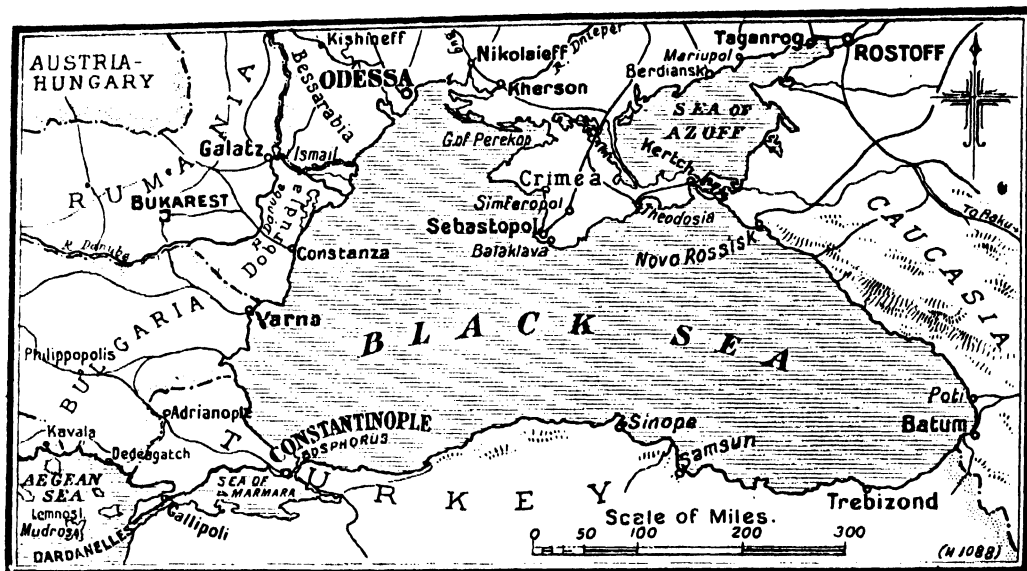 AUSTRIA-
HUNGARY
Kishineff
Bessarabia
ODESSA
Bug
Nikolaieff
Dnieper
Kherson
Taganrog
Mariupol
Berdiansk
ROSTOFF
SEA OF
AZOFF
G.of Perekop
Kertch
Crimea
Simferopol
Theodosia
Sebastopol
Balaklava
Novo Rossisk
CAUCASIA
To Baku
RUMANIA
Galatz
Ismail
BUKAREST
R. Danube
R. Danube
Dobrudja
Constanza
Varna
BULGARIA
Philippopolis
BLACK SEA
Adrianople
CONSTANTINOPLE
BOSPHORUS
Kavala
Dedeagatch
AEGEAN
SEA
Lemnos
Mudros
SEA OF
MARMARA
Gallipoli
DARDANELLES
TURKEY
Sinope
Samsun
Trebizond
Poti
Batum
Scale of Miles.
0 100 200 300
(H 1088)